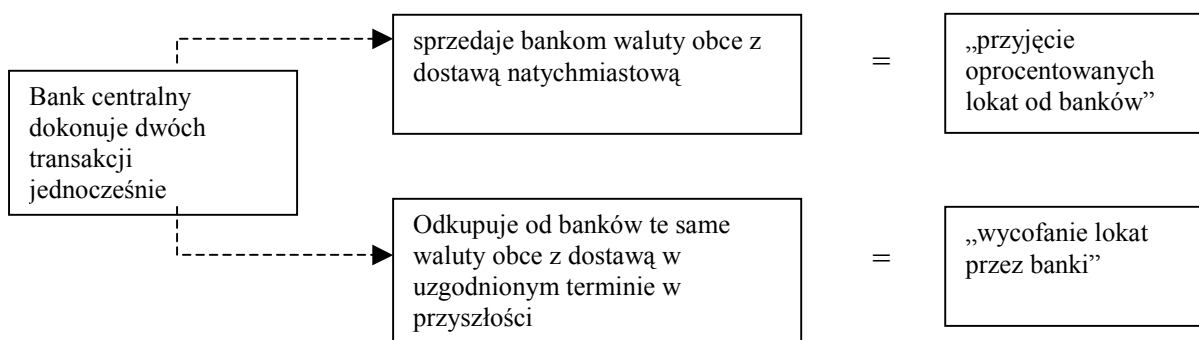 Bank centralny
dokonuje dwóch
transakcji
jednocześnie
sprzedaje bankom waluty obce z
dostawą natychmiastową
=
„przyjęcie
oprocentowanych
lokat od banków”
Odkupuje od banków te same
waluty obce z dostawą w
uzgodnionym terminie w
przyszłości
=
„wycofanie lokat
przez banki”